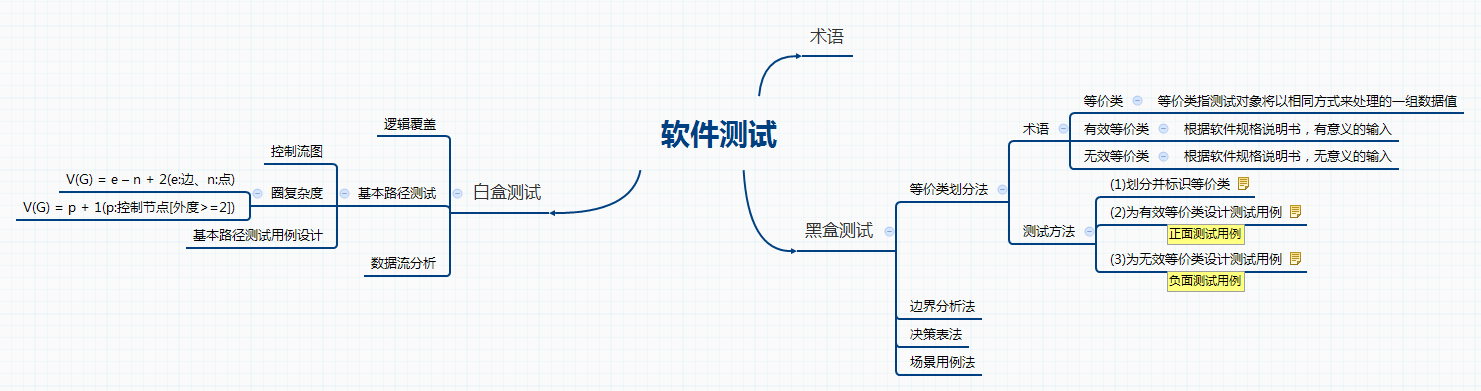 软件测试
术语
白盒测试
逻辑覆盖
基本路径测试
控制流图
圈复杂度
V(G) = e – n + 2(e:边、n:点)
V(G) = p + 1(p:控制节点[外度>=2])
基本路径测试用例设计
数据流分析
黑盒测试
等价类划分法
术语
等价类
等价类指测试对象将以相同方式来处理的一组数据值
有效等价类
根据软件规格说明书，有意义的输入
无效等价类
根据软件规格说明书，无意义的输入
测试方法
(1)划分并标识等价类
(2)为有效等价类设计测试用例
正面测试用例
(3)为无效等价类设计测试用例
负面测试用例
边界分析法
决策表法
场景用例法